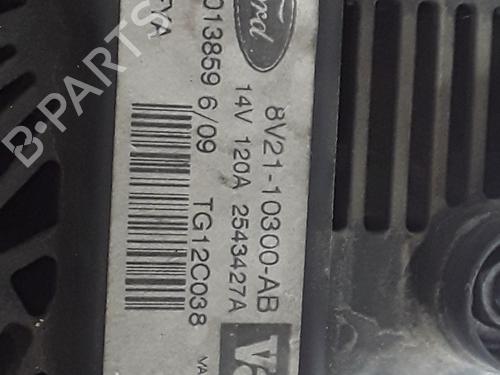 Ford
8V21-10300-AB
14V 120A 2543427A
013859 6/09 TG12C038
B-PARTS